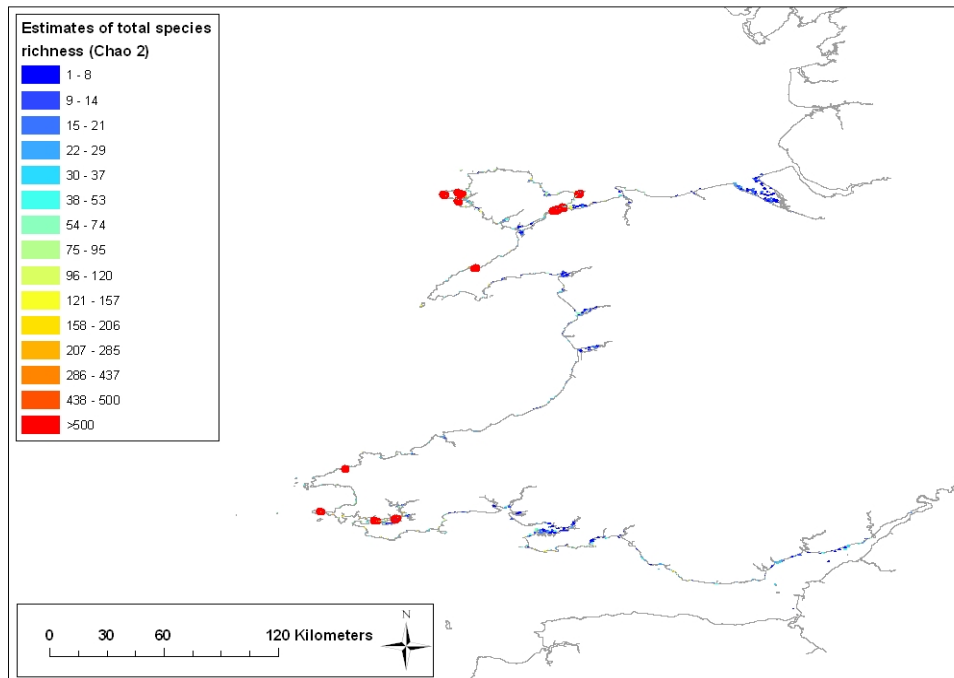 Estimates of total species
richness (Chao 2)
1 - 8
9 - 14
15 - 21
22 - 29
30 - 37
38 - 53
54 - 74
75 - 95
96 - 120
121 - 157
158 - 206
207 - 285
286 - 437
438 - 500
>500
N
0 30 60 120 Kilometers